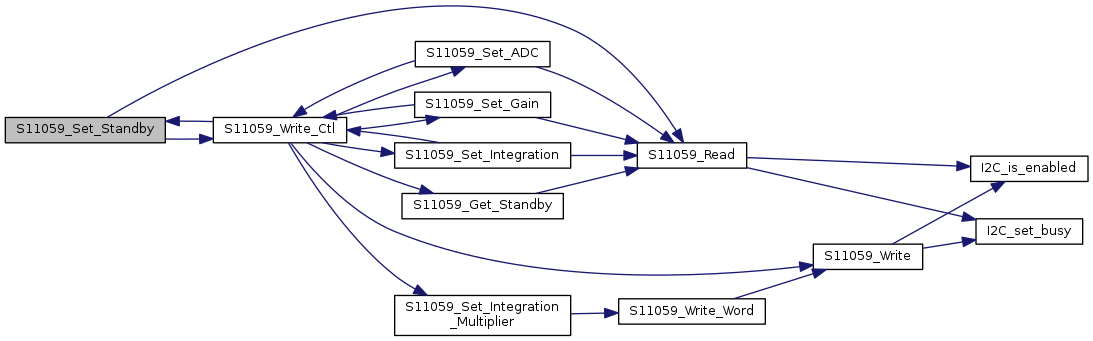 S11059_Set_Standby
S11059_Write_Ctl
S11059_Set_ADC
S11059_Set_Gain
S11059_Set_Integration
S11059_Get_Standby
S11059_Set_Integration
_Multiplier
S11059_Read
S11059_Write_Word
S11059_Write
I2C_is_enabled
I2C_set_busy